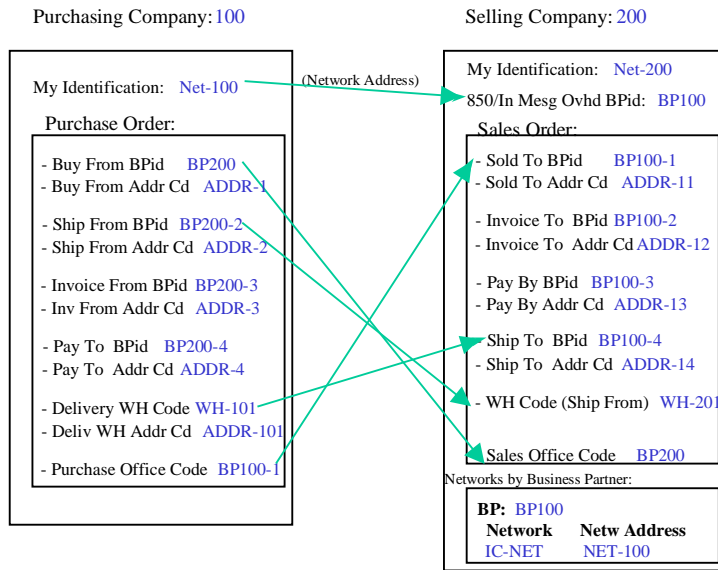 Purchasing Company:100
My Identification: Net-100
Purchase Order:
- Buy From BPid BP200
- Buy From Addr Cd ADDR-1
- Ship From BPid BP200-2
- Ship From Addr Cd ADDR-2
- Invoice From BPid BP200-3
- Inv From Addr Cd ADDR-3
- Pay To BPid BP200-4
- Pay To Addr Cd ADDR-4
- Delivery WH Code WH-101
- Deliv WH Addr Cd ADDR-101
- Purchase Office Code BP100-1
(Network Address)
Selling Company: 200
My Identification: Net-200
850/In Mesg Ovhd BPid: BP100
Sales Order:
- Sold To BPid BP100-1
- Sold To Addr Cd ADDR-11
- Invoice To BPid BP100-2
- Invoice To Addr Cd ADDR-12
- Pay By BPid BP100-3
- Pay By Addr Cd ADDR-13
- Ship To BPid BP100-4
- Ship To Addr Cd ADDR-14
- WH Code (Ship From) WH-201
- Sales Office Code BP200
Networks by Business Partner:
BP: BP100
Network Netw Address
IC-NET NET-100